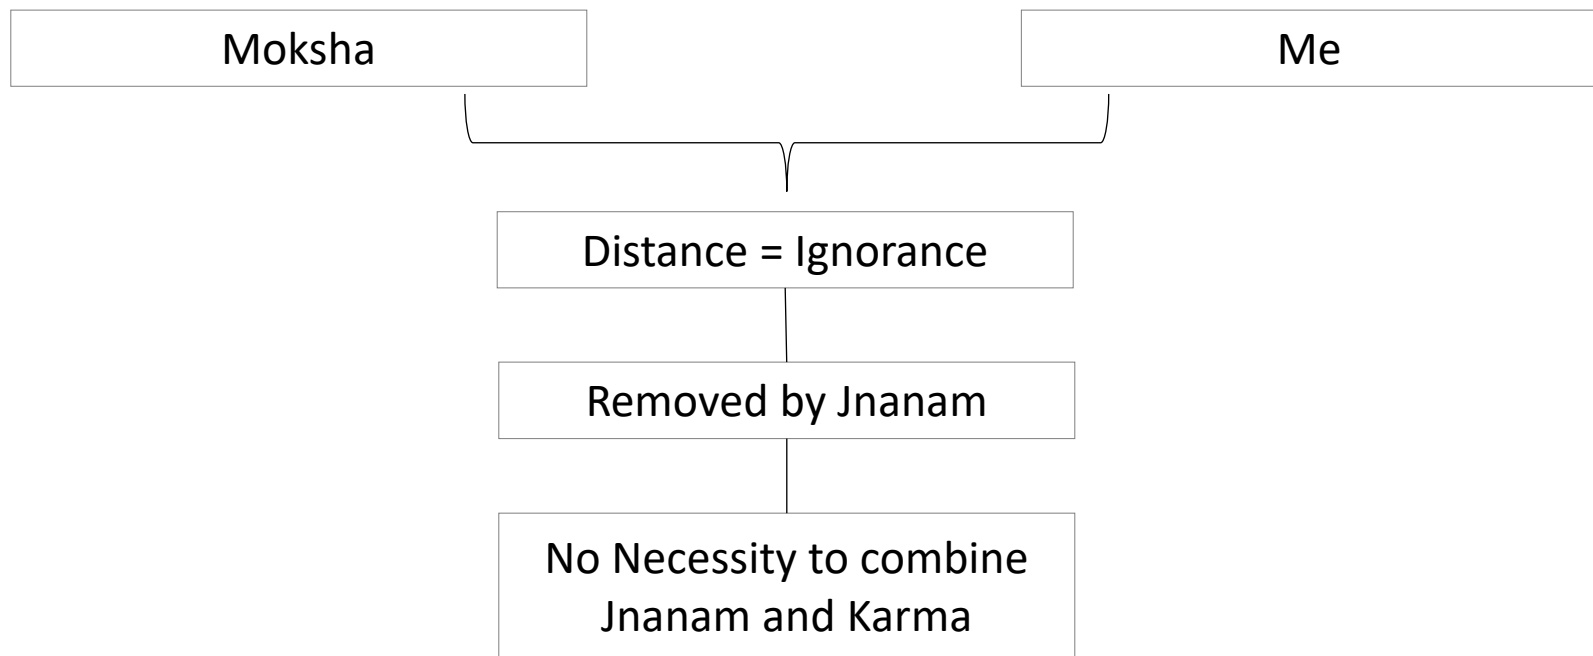 Moksha
Me
Distance = Ignorance
Removed by Jnanam
No Necessity to combine
Jnanam and Karma